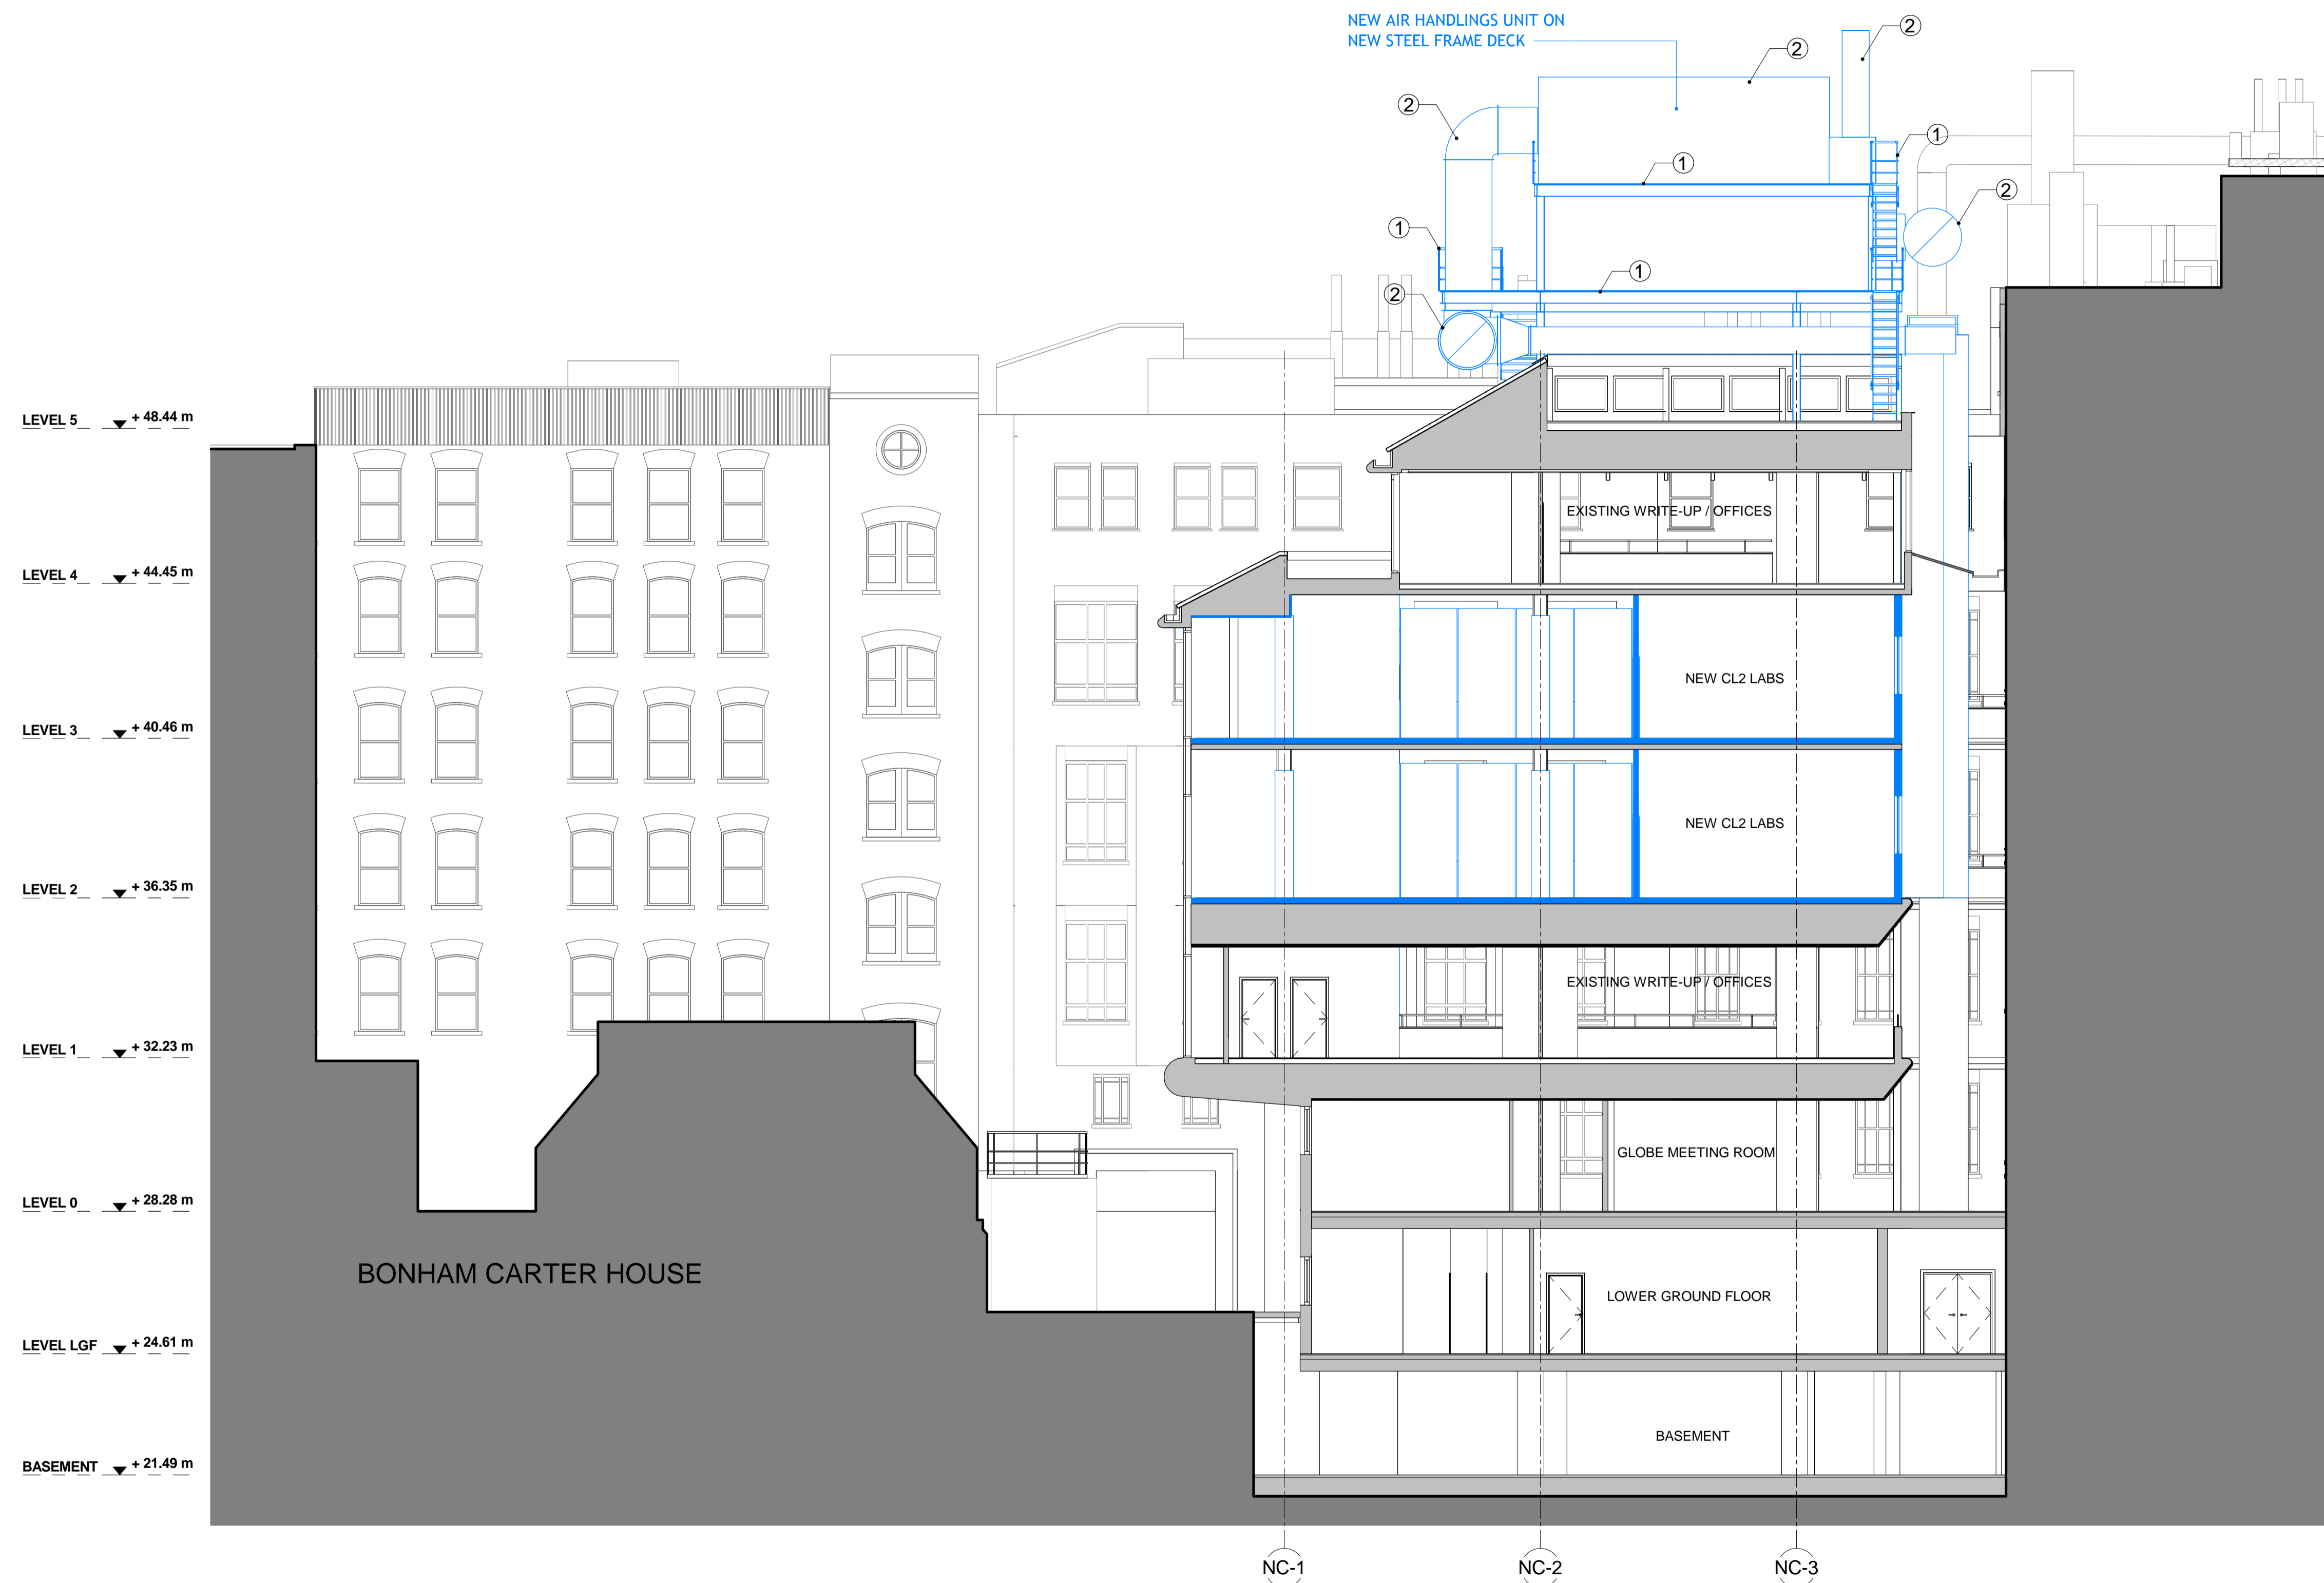 NEW AIR HANDLINGS UNIT ON
NEW STEEL FRAME DECK
2
2
2
1
1
2
1
1
2
LEVEL 5 + 48.44 m
EXISTING WRITE-UP / OFFICES
LEVEL 4 + 44.45 m
NEW CL2 LABS
LEVEL 3 + 40.46 m
NEW CL2 LABS
LEVEL 2 + 36.35 m
EXISTING WRITE-UP / OFFICES
LEVEL 1 + 32.23 m
GLOBE MEETING ROOM
LEVEL 0 + 28.28 m
BONHAM CARTER HOUSE
LOWER GROUND FLOOR
LEVEL LGF + 24.61 m
BASEMENT
BASEMENT + 21.49 m
NC-1 NC-2 NC-3